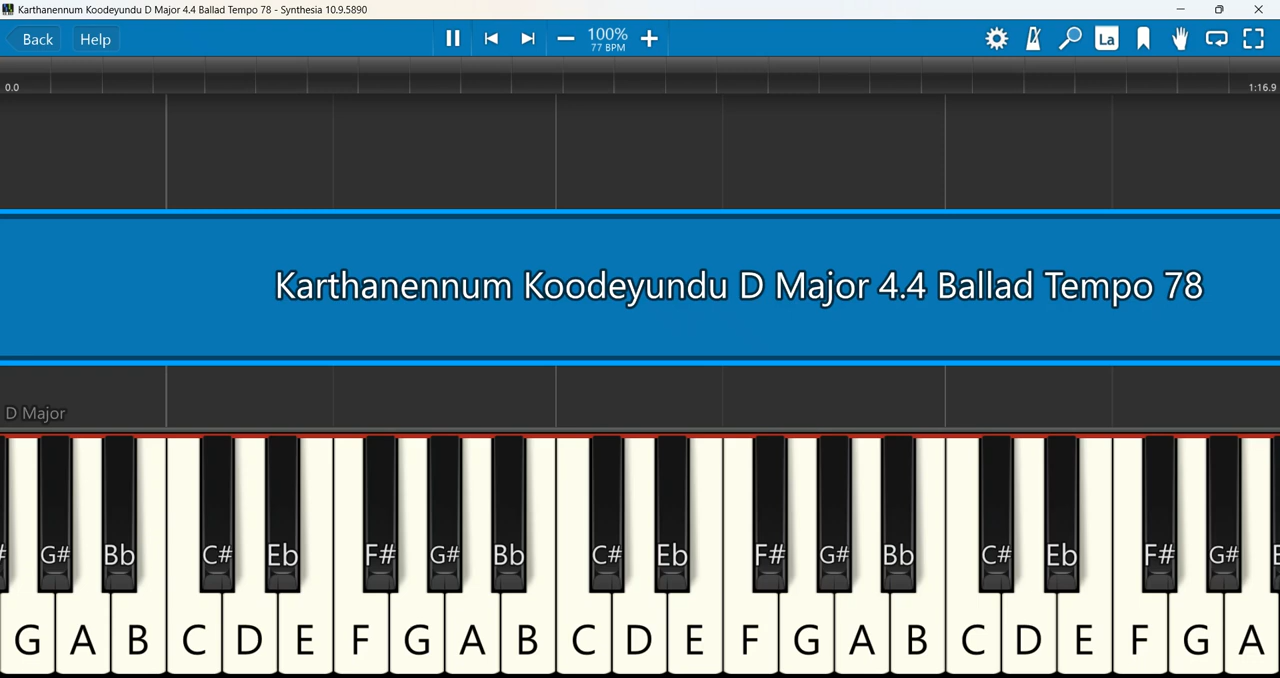 Karthanennum Koodeyundu D Major 4.4 Ballad Tempo 78 - Synthesia 10.9.5890
Back Help 100% La
77 BPM
0.0 1:16.9
Karthanennum Koodeyundu D Major 4.4 Ballad Tempo 78
D Major
G# Bb C# Eb F# G# Bb C# Eb F# G# Bb C# Eb F# G#
G A B C D E F G A B C D E F G A B C D E F G A